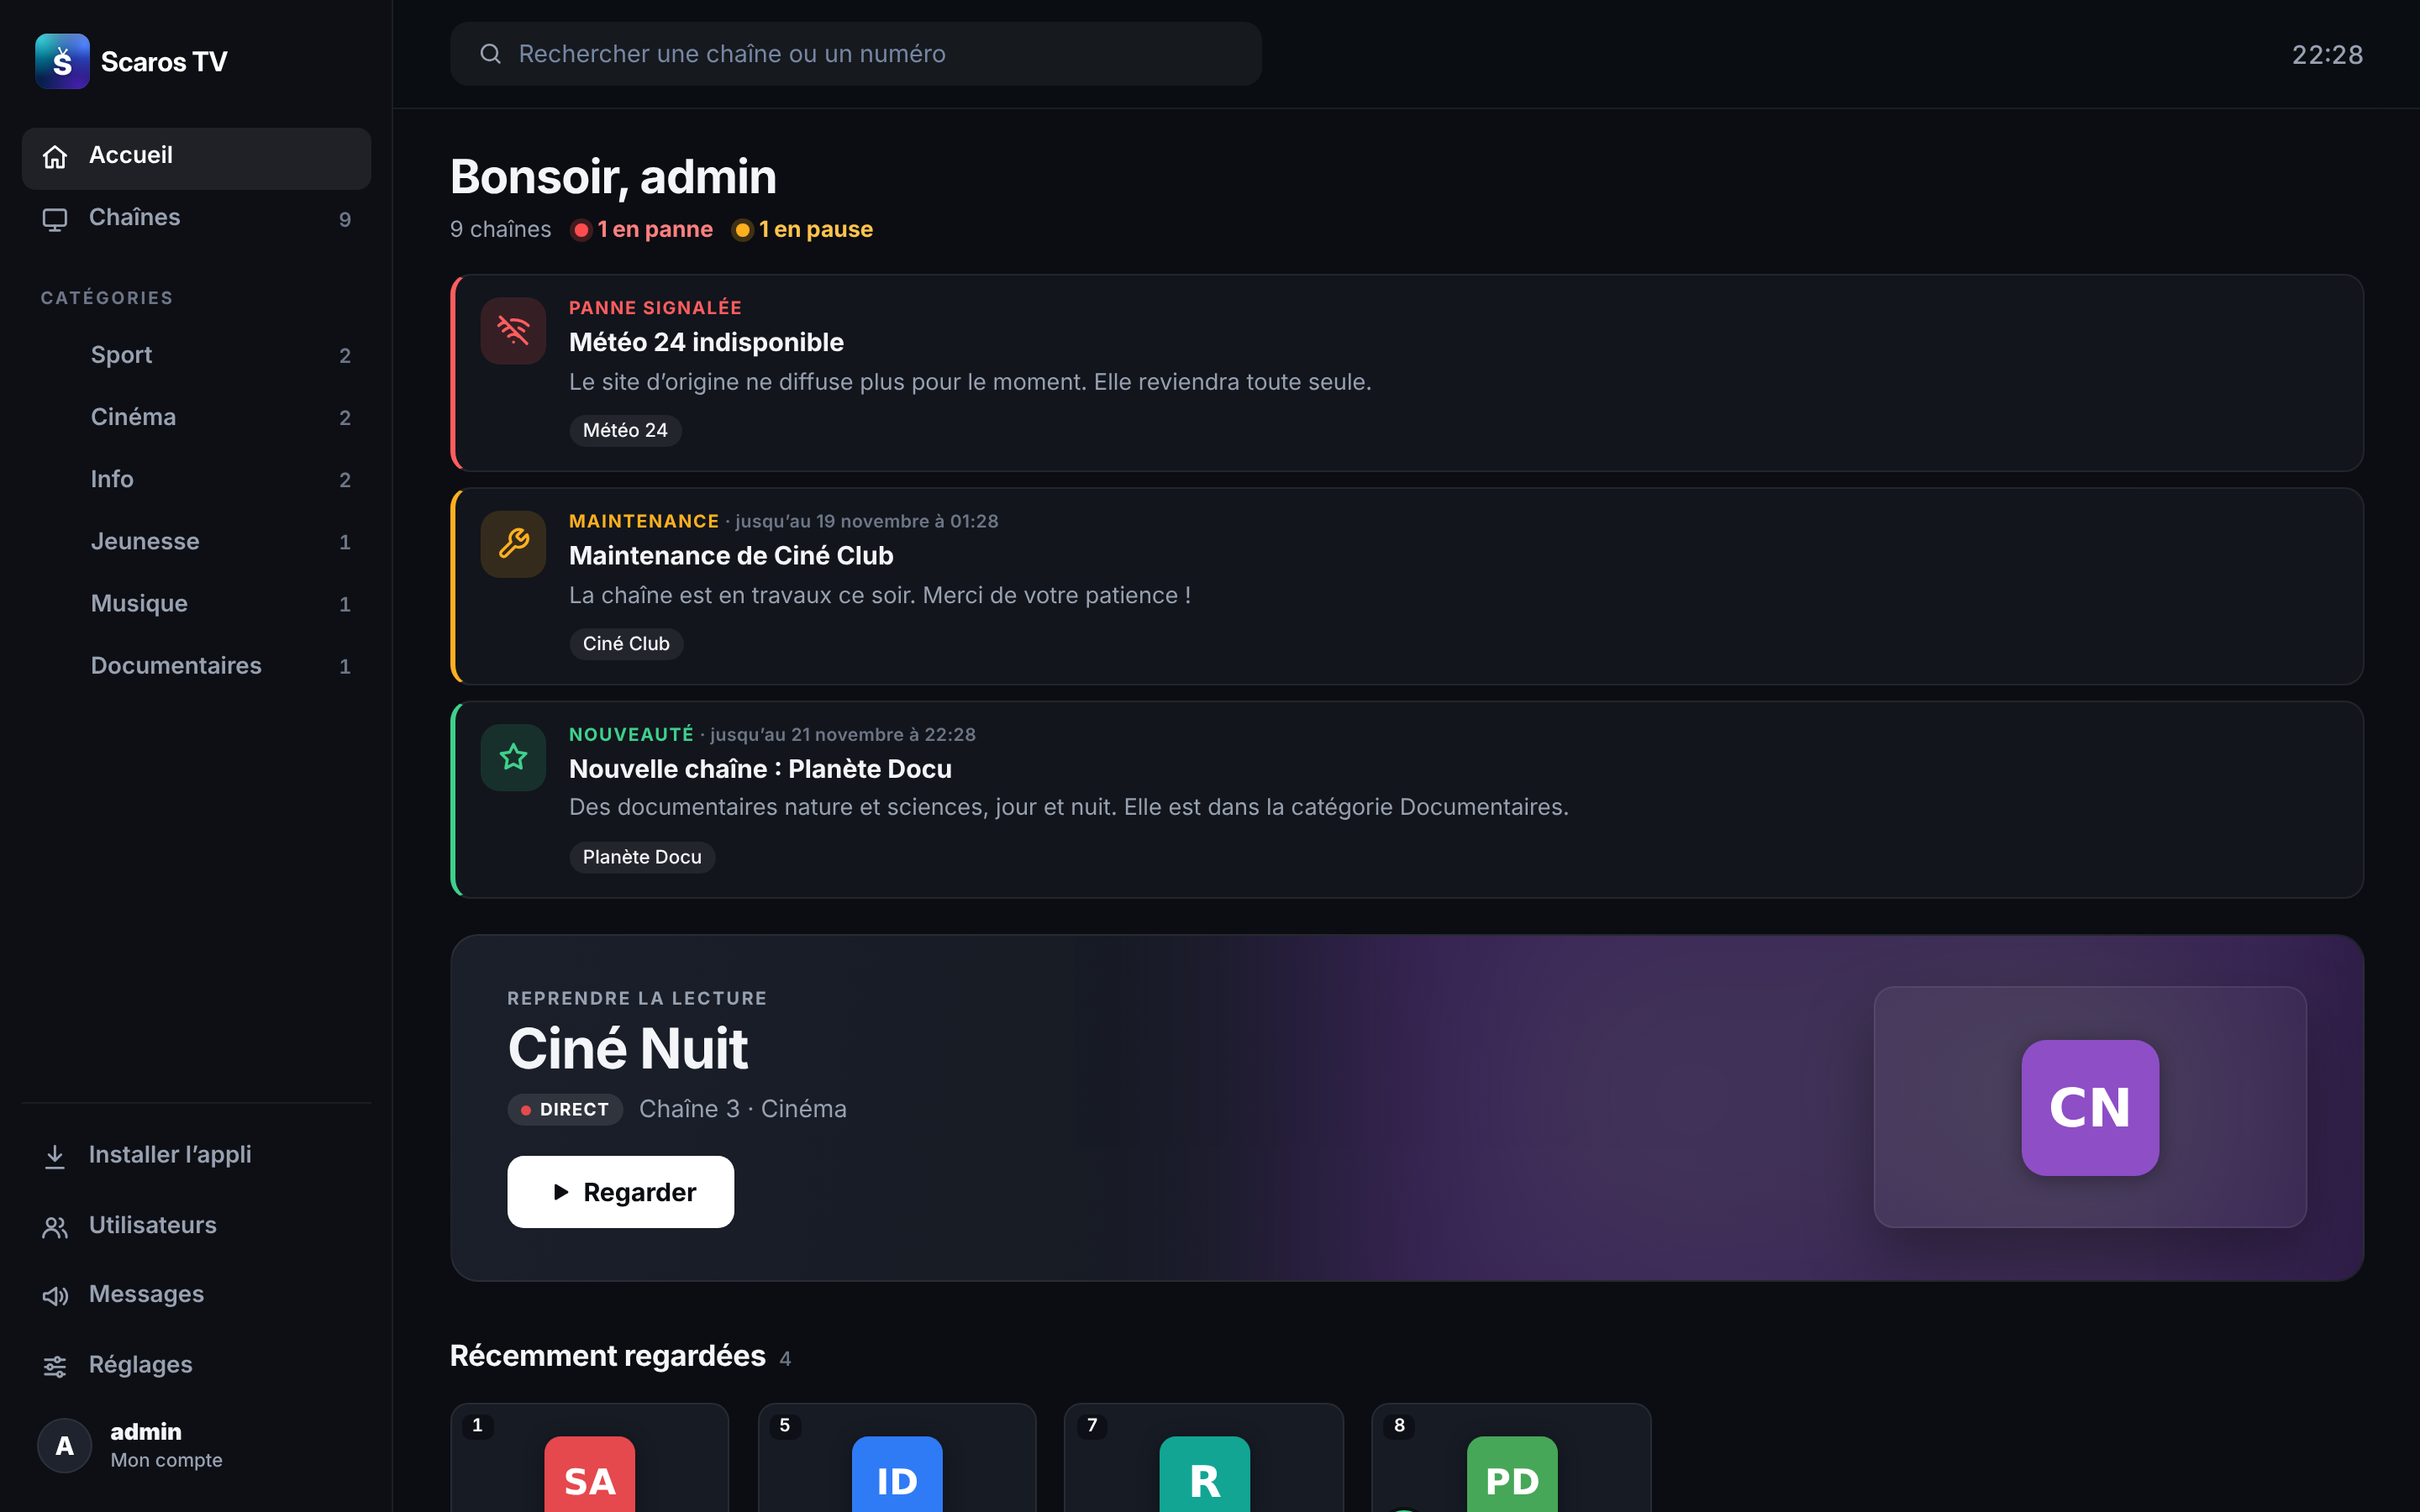 Š Scaros TV
Rechercher une chaîne ou un numéro
22:28
Accueil
Chaînes 9
CATÉGORIES
Sport 2
Cinéma 2
Info 2
Jeunesse 1
Musique 1
Documentaires 1
Installer l’appli
Utilisateurs
Messages
Réglages
A
admin
Mon compte
Bonsoir, admin
9 chaînes 1 en panne 1 en pause
PANNE SIGNALÉE
Météo 24 indisponible
Le site d’origine ne diffuse plus pour le moment. Elle reviendra toute seule.
Météo 24
MAINTENANCE · jusqu’au 19 novembre à 01:28
Maintenance de Ciné Club
La chaîne est en travaux ce soir. Merci de votre patience !
Ciné Club
NOUVEAUTÉ · jusqu’au 21 novembre à 22:28
Nouvelle chaîne : Planète Docu
Des documentaires nature et sciences, jour et nuit. Elle est dans la catégorie Documentaires.
Planète Docu
REPRENDRE LA LECTURE
Ciné Nuit
DIRECT Chaîne 3 · Cinéma
Regarder
CN
Récemment regardées 4
1 5 7 8
SA ID R PD